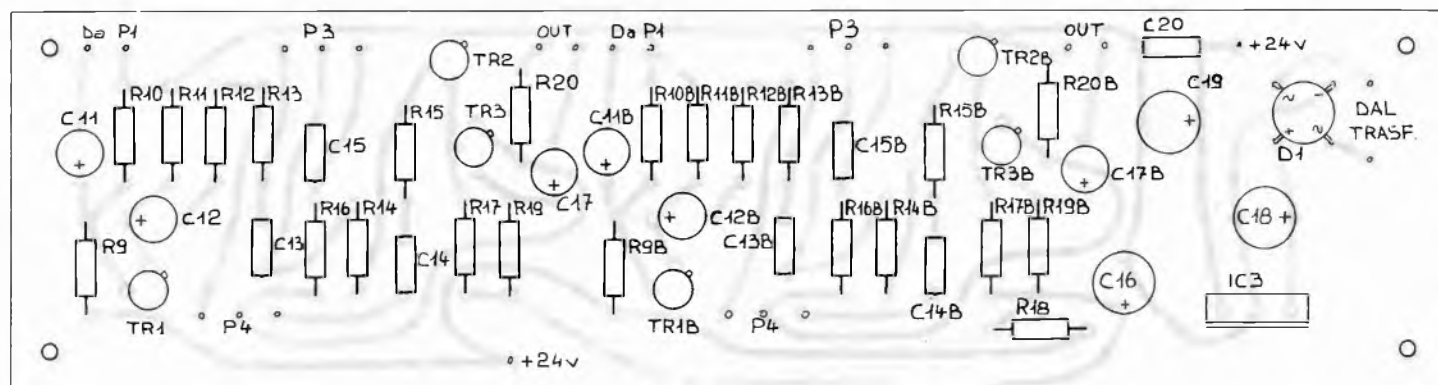 Da P1
P3
OUT
Da P1
P3
OUT
C20
+24v
TR2
TR2B
R10
R11
R12
R13
R20
R10B
R11B
R12B
R13B
R20B
C19
C11
R15
TR3
C11B
R15B
DAL
TRASF.
C15
C15B
D1
TR3B
C17B
C17
C12
R16
R14
R17
R19
C12B
R16B
R14B
R17B
R19B
C18
R9
C13
C14
R9B
C13B
C16
IC3
TR1
P4
TR1B
P4
C14B
R18
+24v